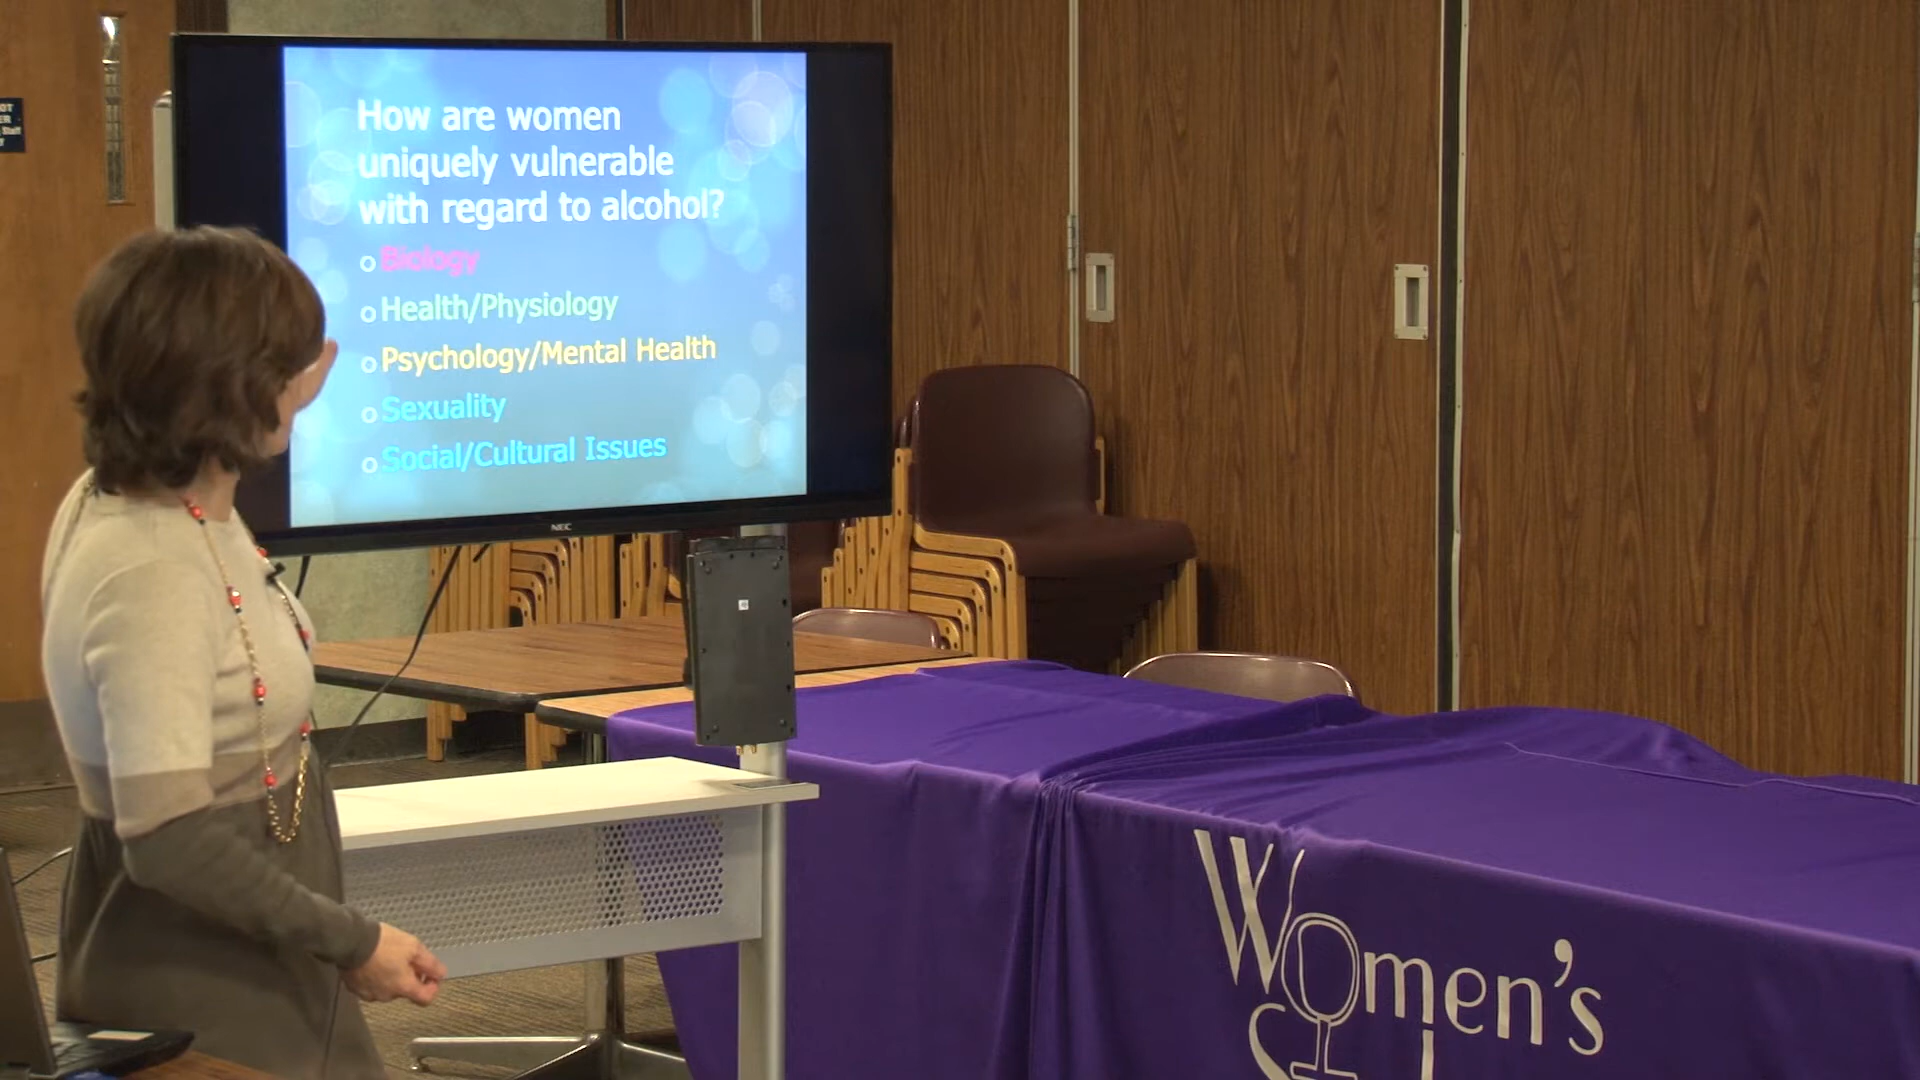 How are women
uniquely vulnerable
with regard to alcohol?
Biology
Health/Physiology
Psychology/Mental Health
Sexuality
Social/Cultural Issues
NEC
Women's